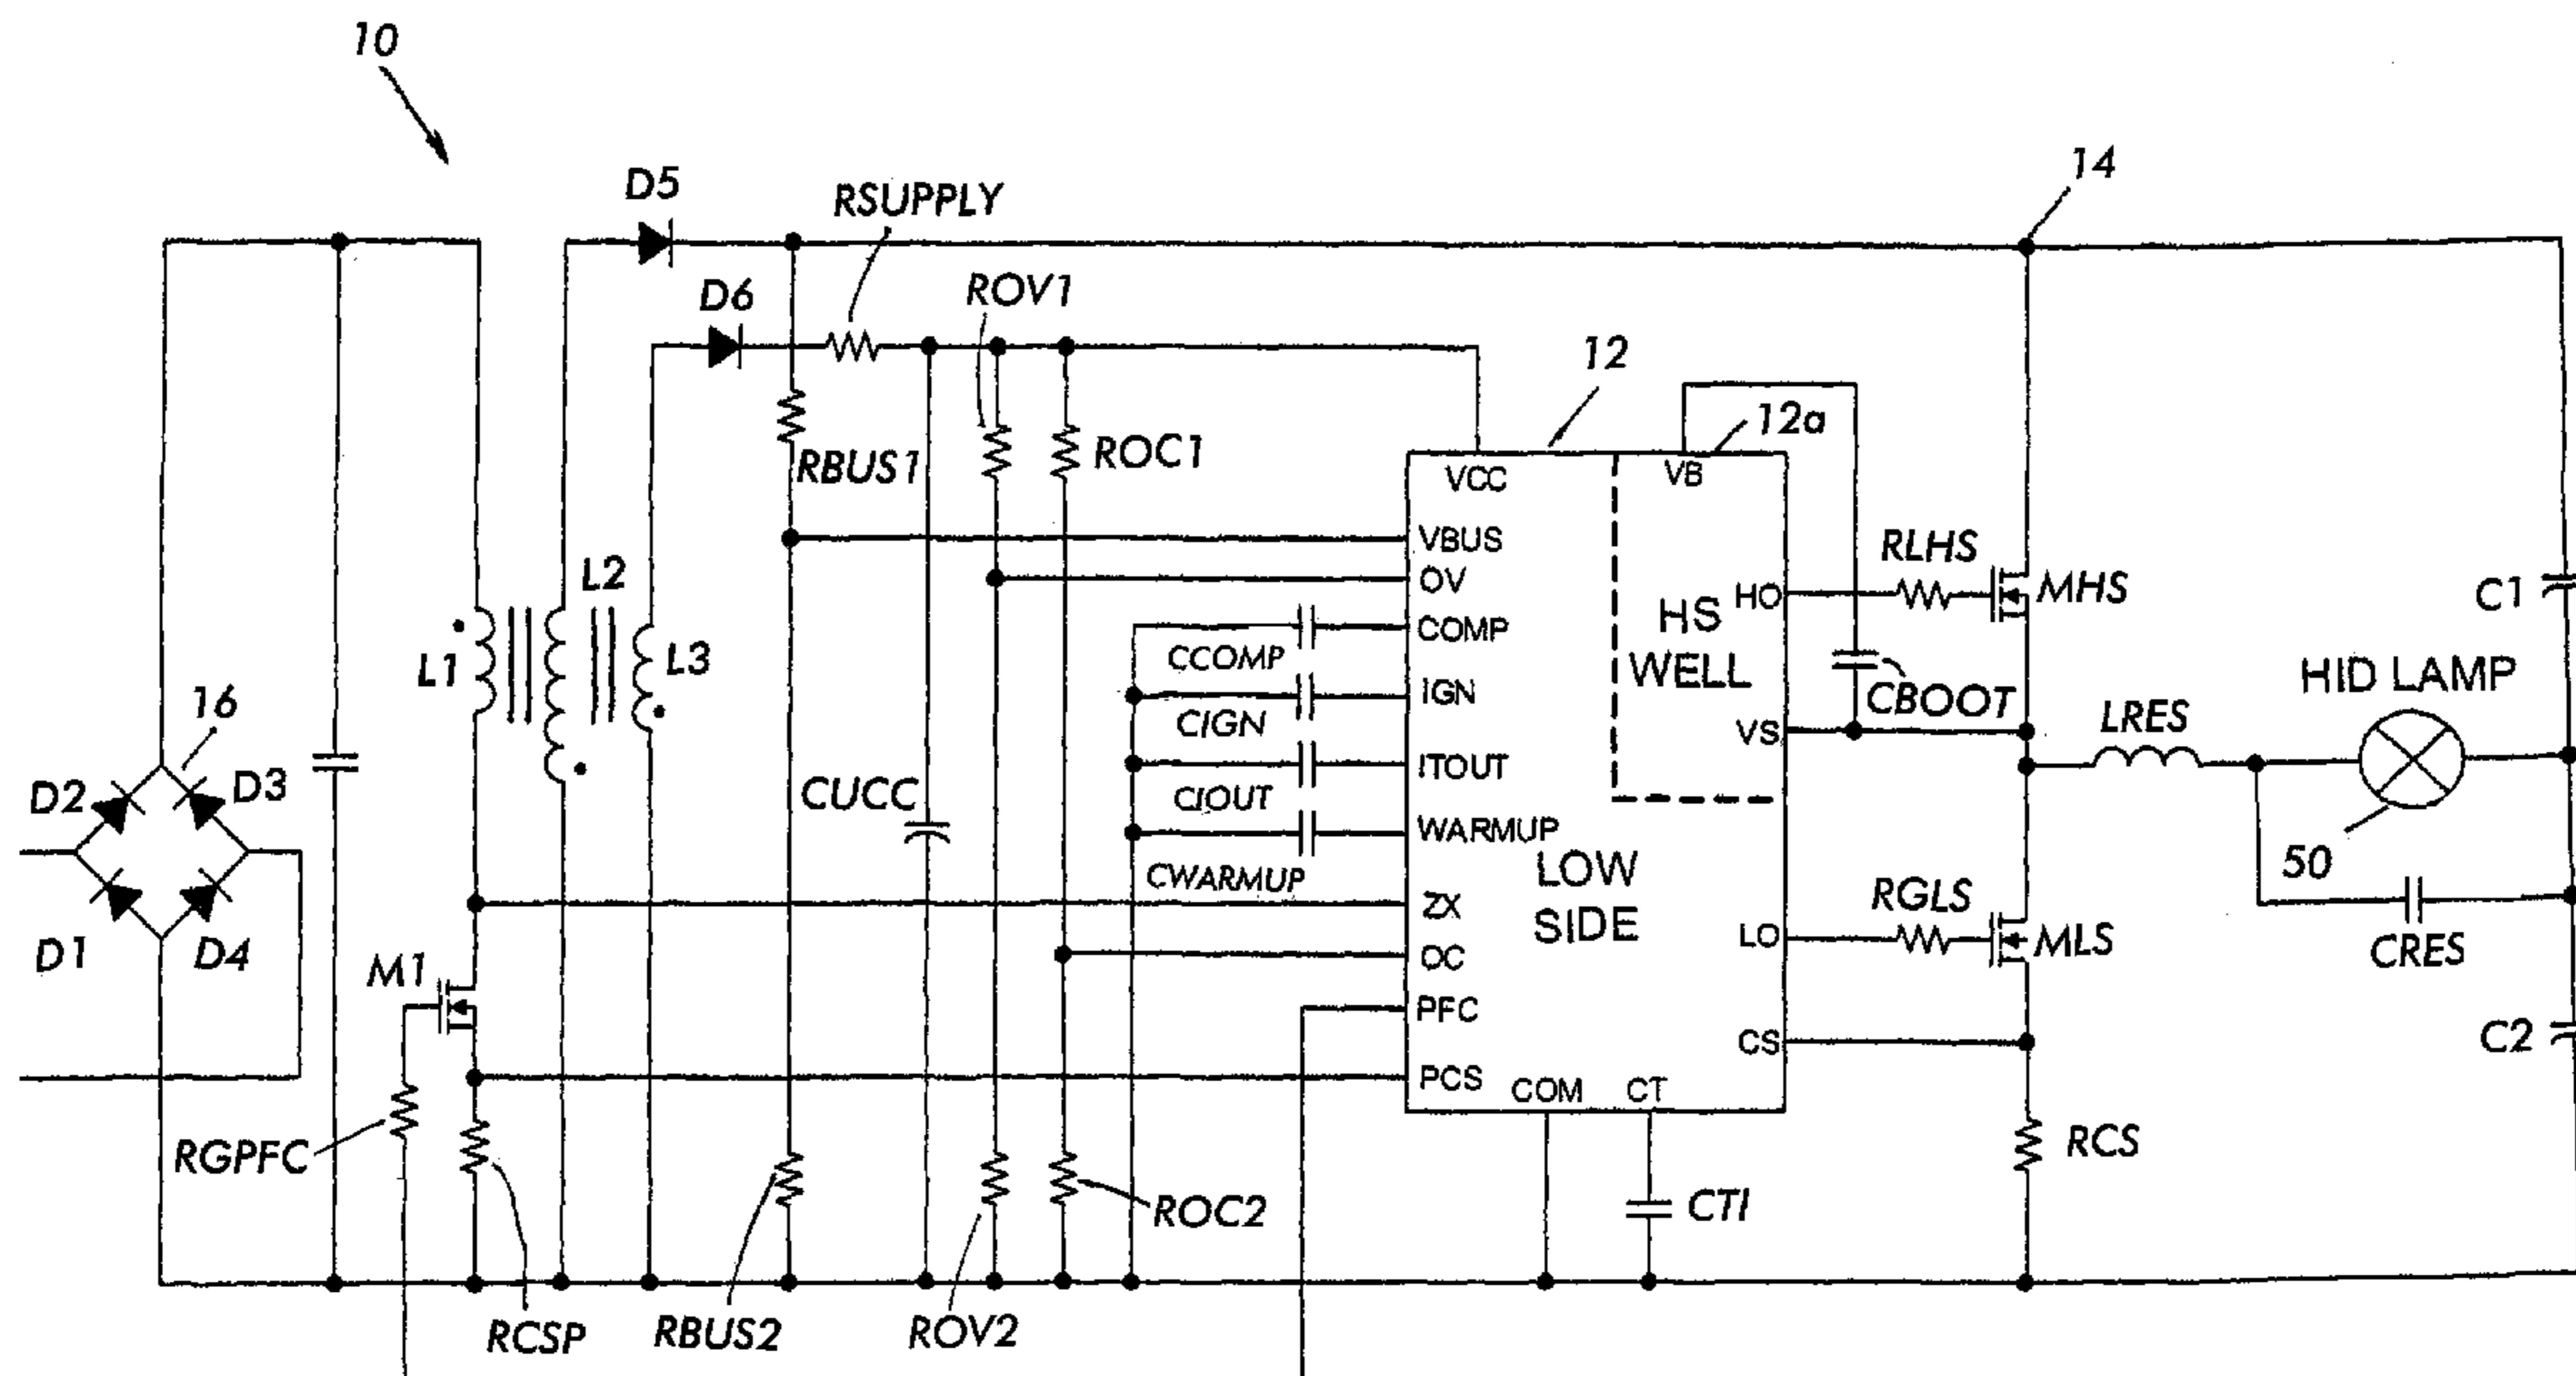 10
14
D5
RSUPPLY
D6
ROV1
12
12a
RBUS1
ROC1
VCC
VB
VBUS
OV
COMP
IGN
ITOUT
WARMUP
ZX
OC
PFC
PCS
COM
CT
HO
VS
LO
CS
HS
WELL
LOW
SIDE
CCOMP
CIGN
CIOUT
CWARMUP
RLHS
MHS
CBOOT
LRES
HID LAMP
C1
50
CRES
C2
RGLS
MLS
RCS
CTI
L1
L2
L3
16
D2
D3
D1
D4
M1
CUCC
RGPFC
RCSP
RBUS2
ROV2
ROC2